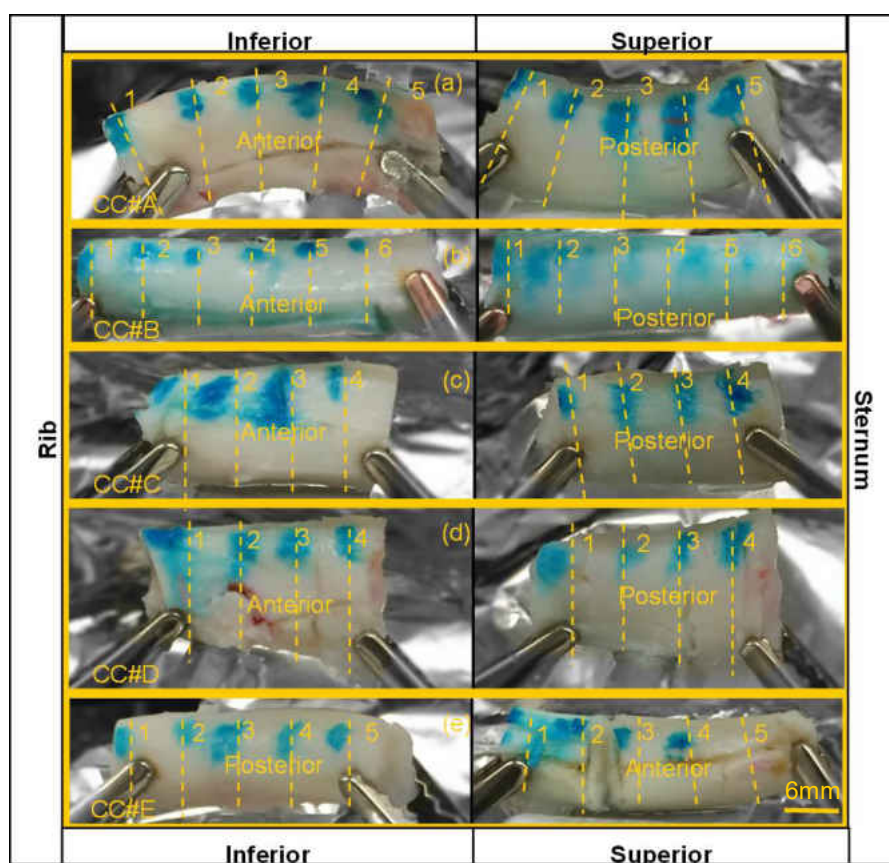 Inferior Superior
Rib
Sternum
(a)
1 2 3 4 5
Anterior
CC#A
1 2 3 4 5
Posterior
(b)
1 2 3 4 5 6
Anterior
CC#B
1 2 3 4 5 6
Posterior
(c)
1 2 3 4
Anterior
CC#C
1 2 3 4
Posterior
(d)
1 2 3 4
Anterior
CC#D
1 2 3 4
Posterior
(e)
1 2 3 4 5
Posterior
CC#E
1 2 3 4 5
Anterior
6mm
Inferior Superior